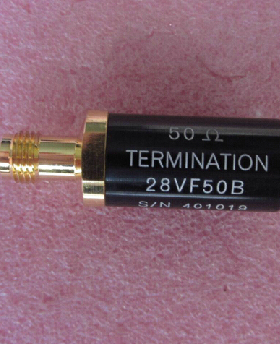 50 Ω
TERMINATION
28VF50B
S/N 401019